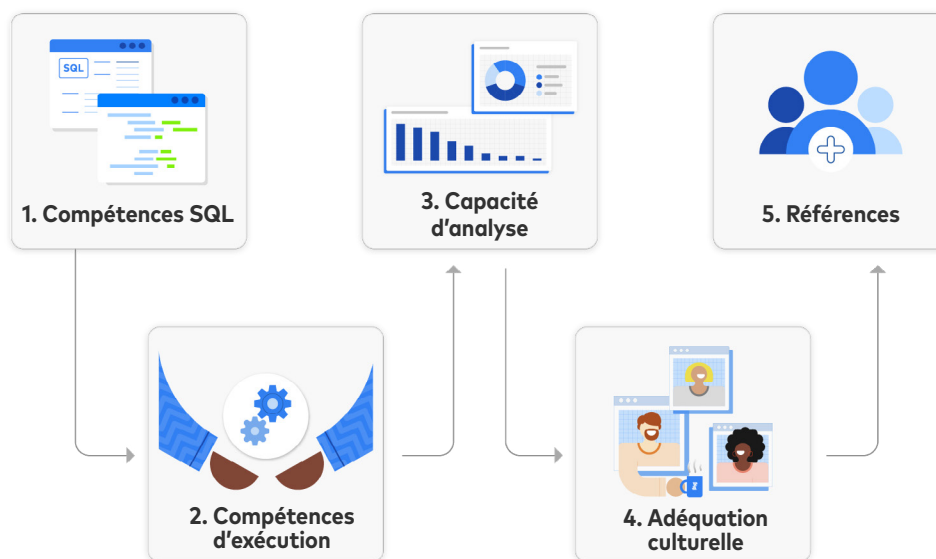 SQL
1. Compétences SQL
2. Compétences
d’exécution
3. Capacité
d’analyse
4. Adéquation
culturelle
5. Références